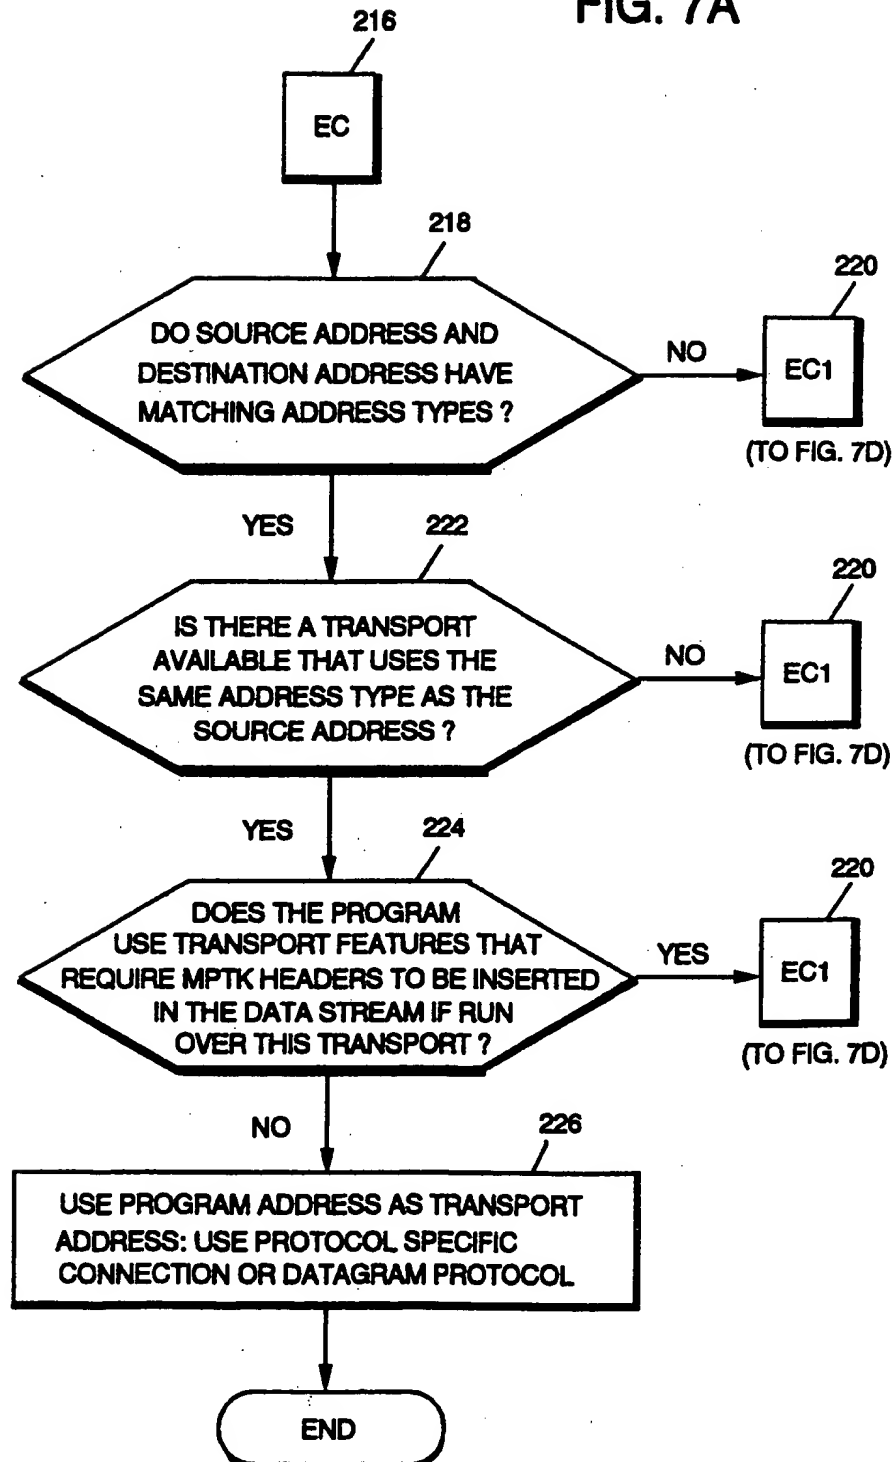 FIG. 7A
216
EC
218
DO SOURCE ADDRESS AND
DESTINATION ADDRESS HAVE
MATCHING ADDRESS TYPES ?
NO
220
EC1
(TO FIG. 7D)
YES
222
IS THERE A TRANSPORT
AVAILABLE THAT USES THE
SAME ADDRESS TYPE AS THE
SOURCE ADDRESS ?
NO
220
EC1
(TO FIG. 7D)
YES
224
DOES THE PROGRAM
USE TRANSPORT FEATURES THAT
REQUIRE MPTK HEADERS TO BE INSERTED
IN THE DATA STREAM IF RUN
OVER THIS TRANSPORT ?
YES
220
EC1
(TO FIG. 7D)
NO
226
USE PROGRAM ADDRESS AS TRANSPORT
ADDRESS: USE PROTOCOL SPECIFIC
CONNECTION OR DATAGRAM PROTOCOL
END